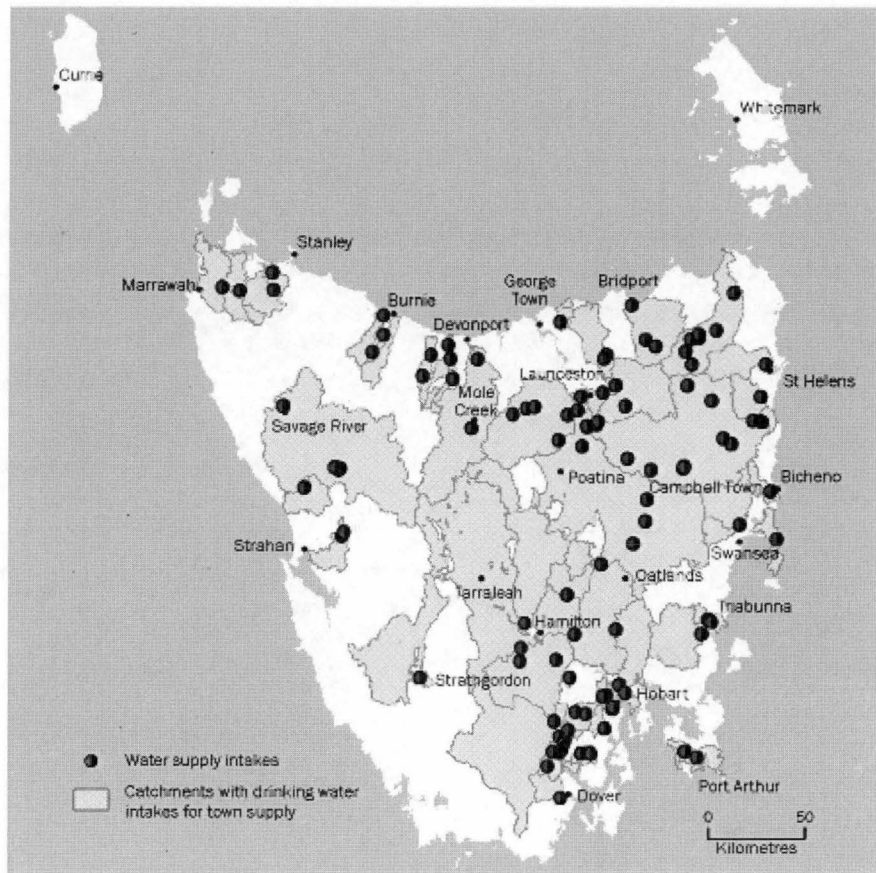 Currie
Whitemark
Stanley
Marrawah
George
Town
Bridport
Burnie
Devonport
Launceston
St Helens
Mole
Creek
Savage River
Poatina
Campbell Town
Bicheno
Strahan
Swansea
Tarraleah
Oatlands
Triabunna
Hamilton
Strathgordon
Hobart
Water supply intakes
Catchments with drinking water
intakes for town supply
Port Arthur
Dover
0 50
Kilometres